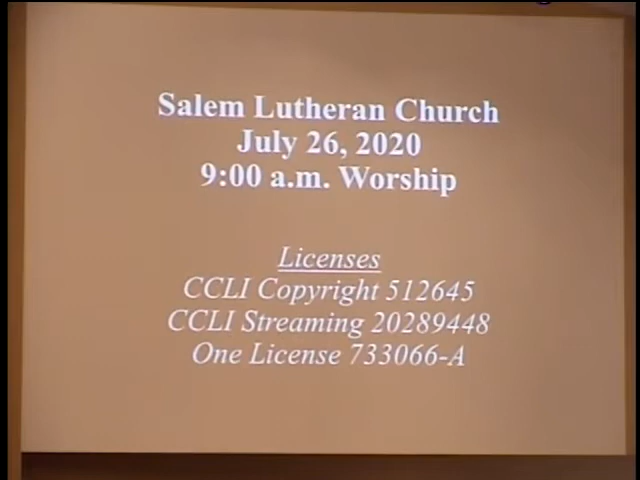 Salem Lutheran Church
July 26, 2020
9:00 a.m. Worship
Licenses
CCLI Copyright 512645
CCLI Streaming 20289448
One License 733066-A